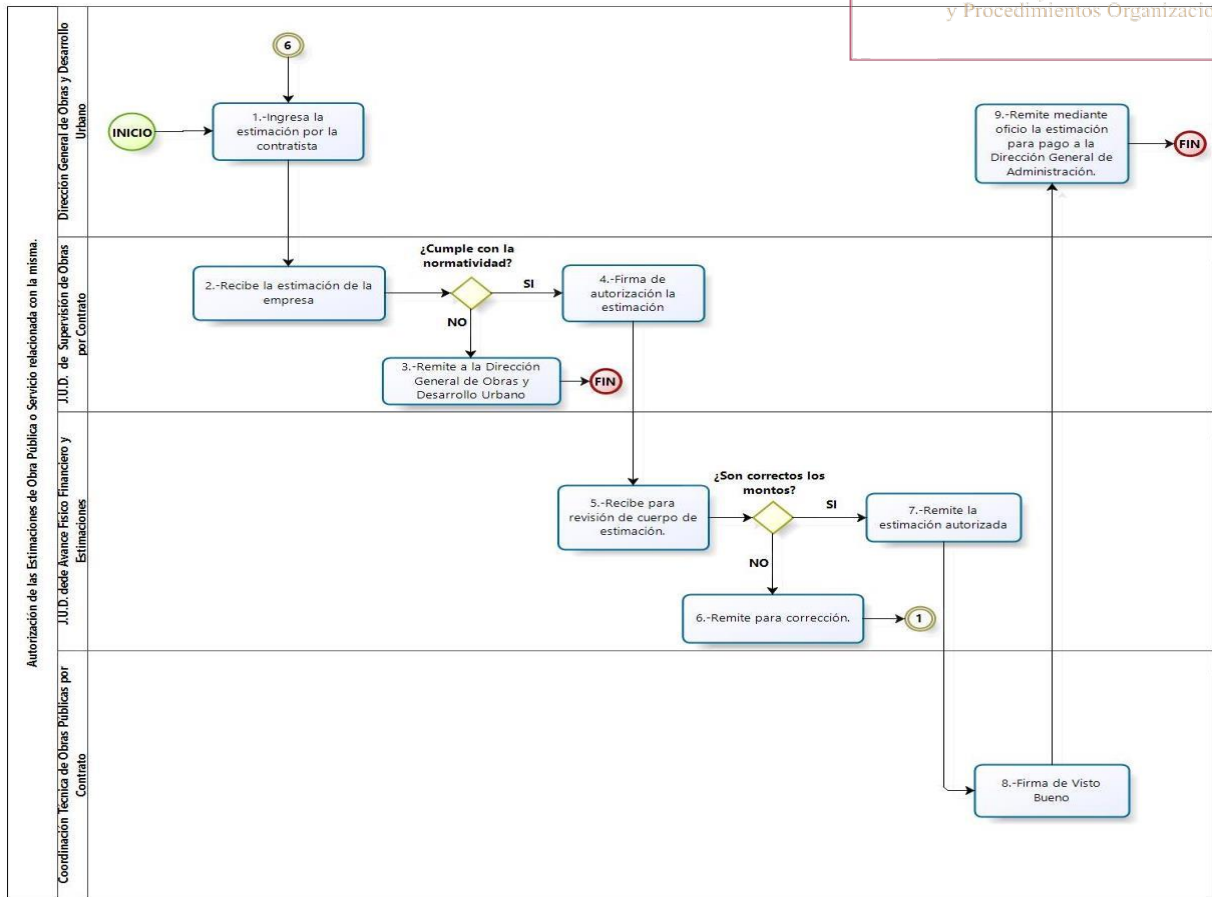 y Procedimientos Organizacio
Autorización de las Estimaciones de Obra Pública o Servicio relacionada con la misma.
Dirección General de Obras y Desarrollo
Urbano
6
INICIO
1.-Ingresa la
estimación por la
contratista
9.-Remite mediante
oficio la estimación
para pago a la
Dirección General de
Administración.
FIN
J.U.D. de Supervisión de Obras
por Contrato
2.-Recibe la estimación de la
empresa
¿Cumple con la
normatividad?
SI
NO
4.-Firma de
autorización la
estimación
3.-Remite a la Dirección
General de Obras y
Desarrollo Urbano
FIN
J.U.D. dede Avance Físico Financiero y
Estimaciones
5.-Recibe para
revisión de cuerpo de
estimación.
¿Son correctos los
montos?
SI
NO
7.-Remite la
estimación autorizada
6.-Remite para corrección.
1
Coordinación Técnica de Obras Públicas por
Contrato
8.-Firma de Visto
Bueno